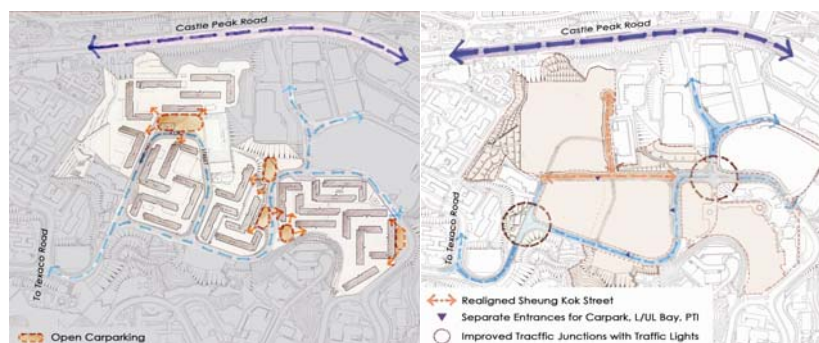 Castle Peak Road
To Texaco Road
Open Carparking
Castle Peak Road
To Texaco Road
Realigned Sheung Kok Street
Separate Entrances for Carpark, L/UL Bay, PTI
Improved Tracffic Junctions with Traffic Lights